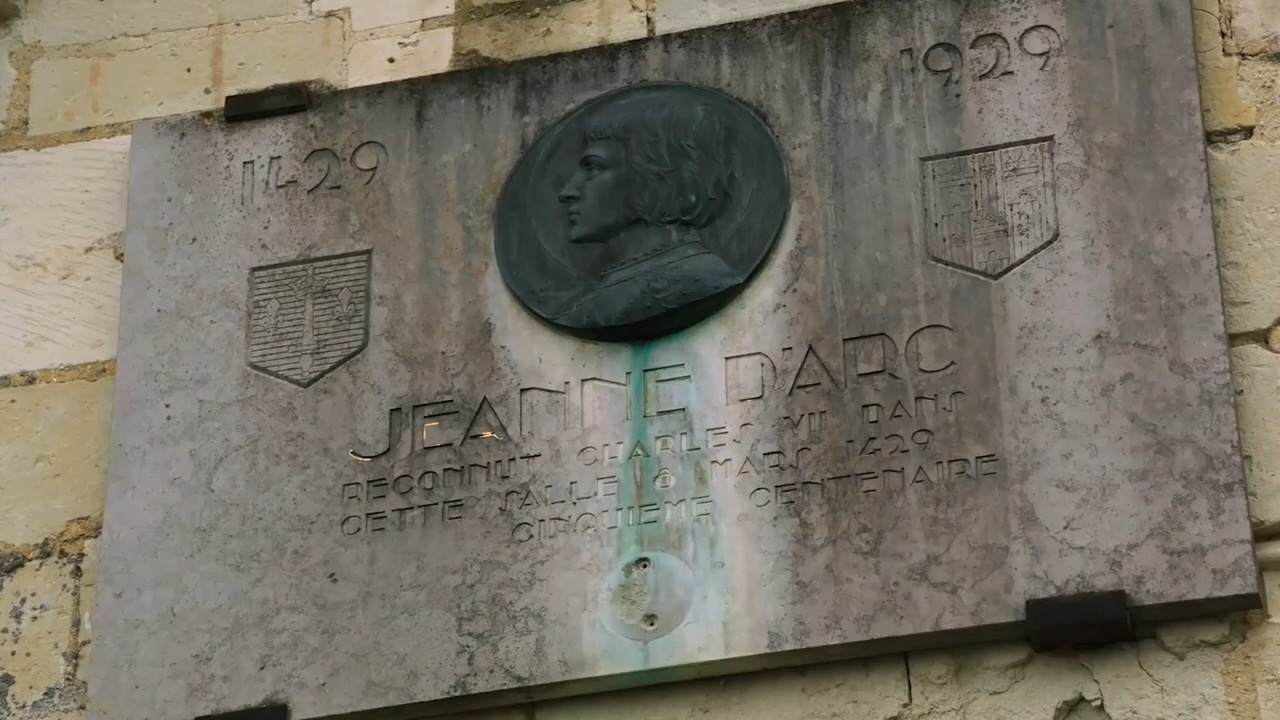 1429
1929
JEANNE D'ARC
RECONNUT CHARLES VII DANS
CETTE SALLE 8 MARS 1429
CINQUIEME CENTENAIRE